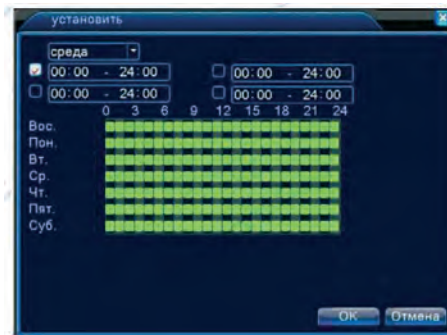 установить
среда
00:00 - 24:00 00:00 - 24:00
00:00 - 24:00 00:00 - 24:00
0 3 6 9 12 15 18 21 24
Вос.
Пон.
Вт.
Ср.
Чт.
Пят.
Суб.
OK Отмена